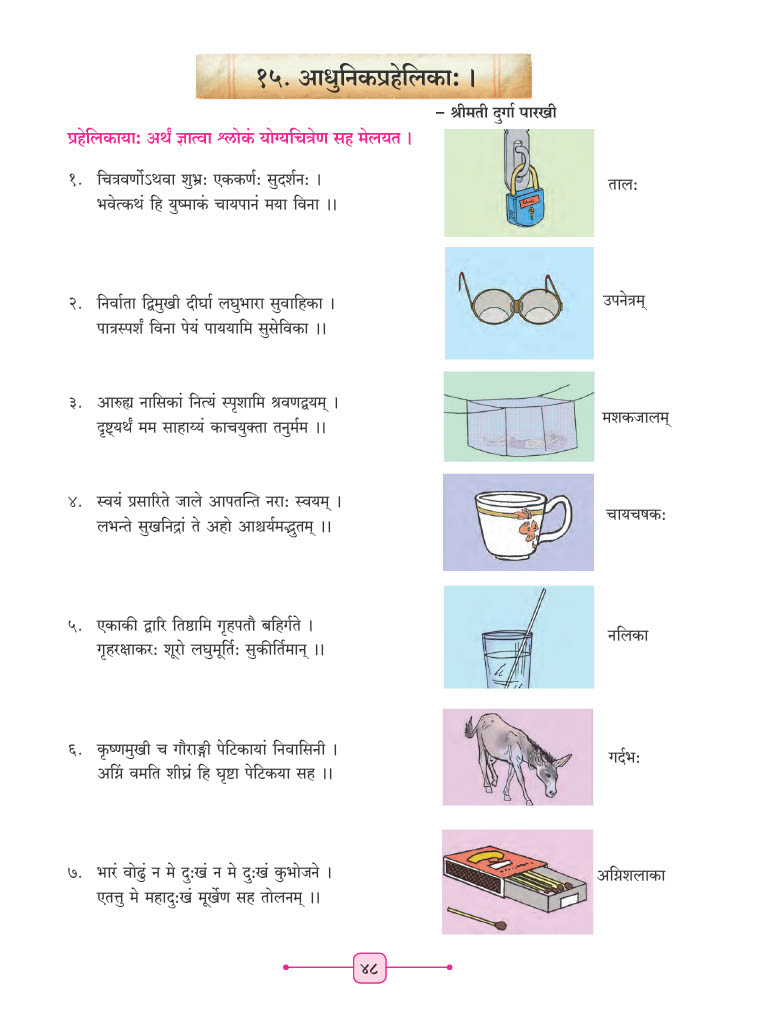 १५. आधुनिकप्रहेलिकाः ।
– श्रीमती दुर्गा पारखी
प्रहेलिकायाः अर्थं ज्ञात्वा श्लोकं योग्यचित्रेण सह मेलयत ।
१. चित्रवर्णोऽथवा शुभ्रः एककर्णः सुदर्शनः ।
भवेत्कथं हि युष्माकं चायपानं मया विना ।।
तालः
२. निर्वाता द्विमुखी दीर्घा लघुभारा सुवाहिका ।
पात्रस्पर्शं विना पेयं पाययामि सुसेविका ।।
उपनेत्रम्
३. आरुह्य नासिकां नित्यं स्पृशामि श्रवणद्वयम् ।
दृष्ट्यर्थं मम साहाय्यं काचयुक्ता तनुर्मम ।।
मशकजालम्
४. स्वयं प्रसारिते जाले आपतन्ति नराः स्वयम् ।
लभन्ते सुखनिद्रां ते अहो आश्चर्यमद्भुतम् ।।
चायचषकः
५. एकाकी द्वारि तिष्ठामि गृहपतौ बहिर्गते ।
गृहरक्षाकरः शूरो लघुमूर्तिः सुकीर्तिमान् ।।
नलिका
६. कृष्णमुखी च गौराङ्गी पेटिकायां निवासिनी ।
अग्निं वमति शीघ्रं हि घृष्टा पेटिकया सह ।।
गर्दभः
७. भारं वोढुं न मे दुःखं न मे दुःखं कुभोजने ।
एतत्तु मे महादुःखं मूर्खेण सह तोलनम् ।।
अग्निशलाका
४८